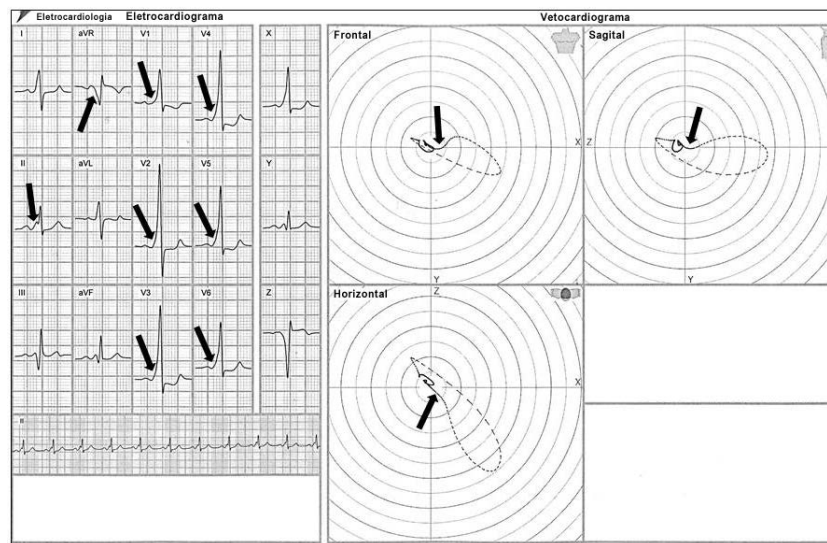 Eletrocardiologia Eletrocardiograma
Vetocardiograma
I aVR V1 V4 X
II aVL V2 V5 Y
III aVF V3 V6 Z
II
Frontal
X
Y
Sagital
Z
Y
Horizontal
Z
X